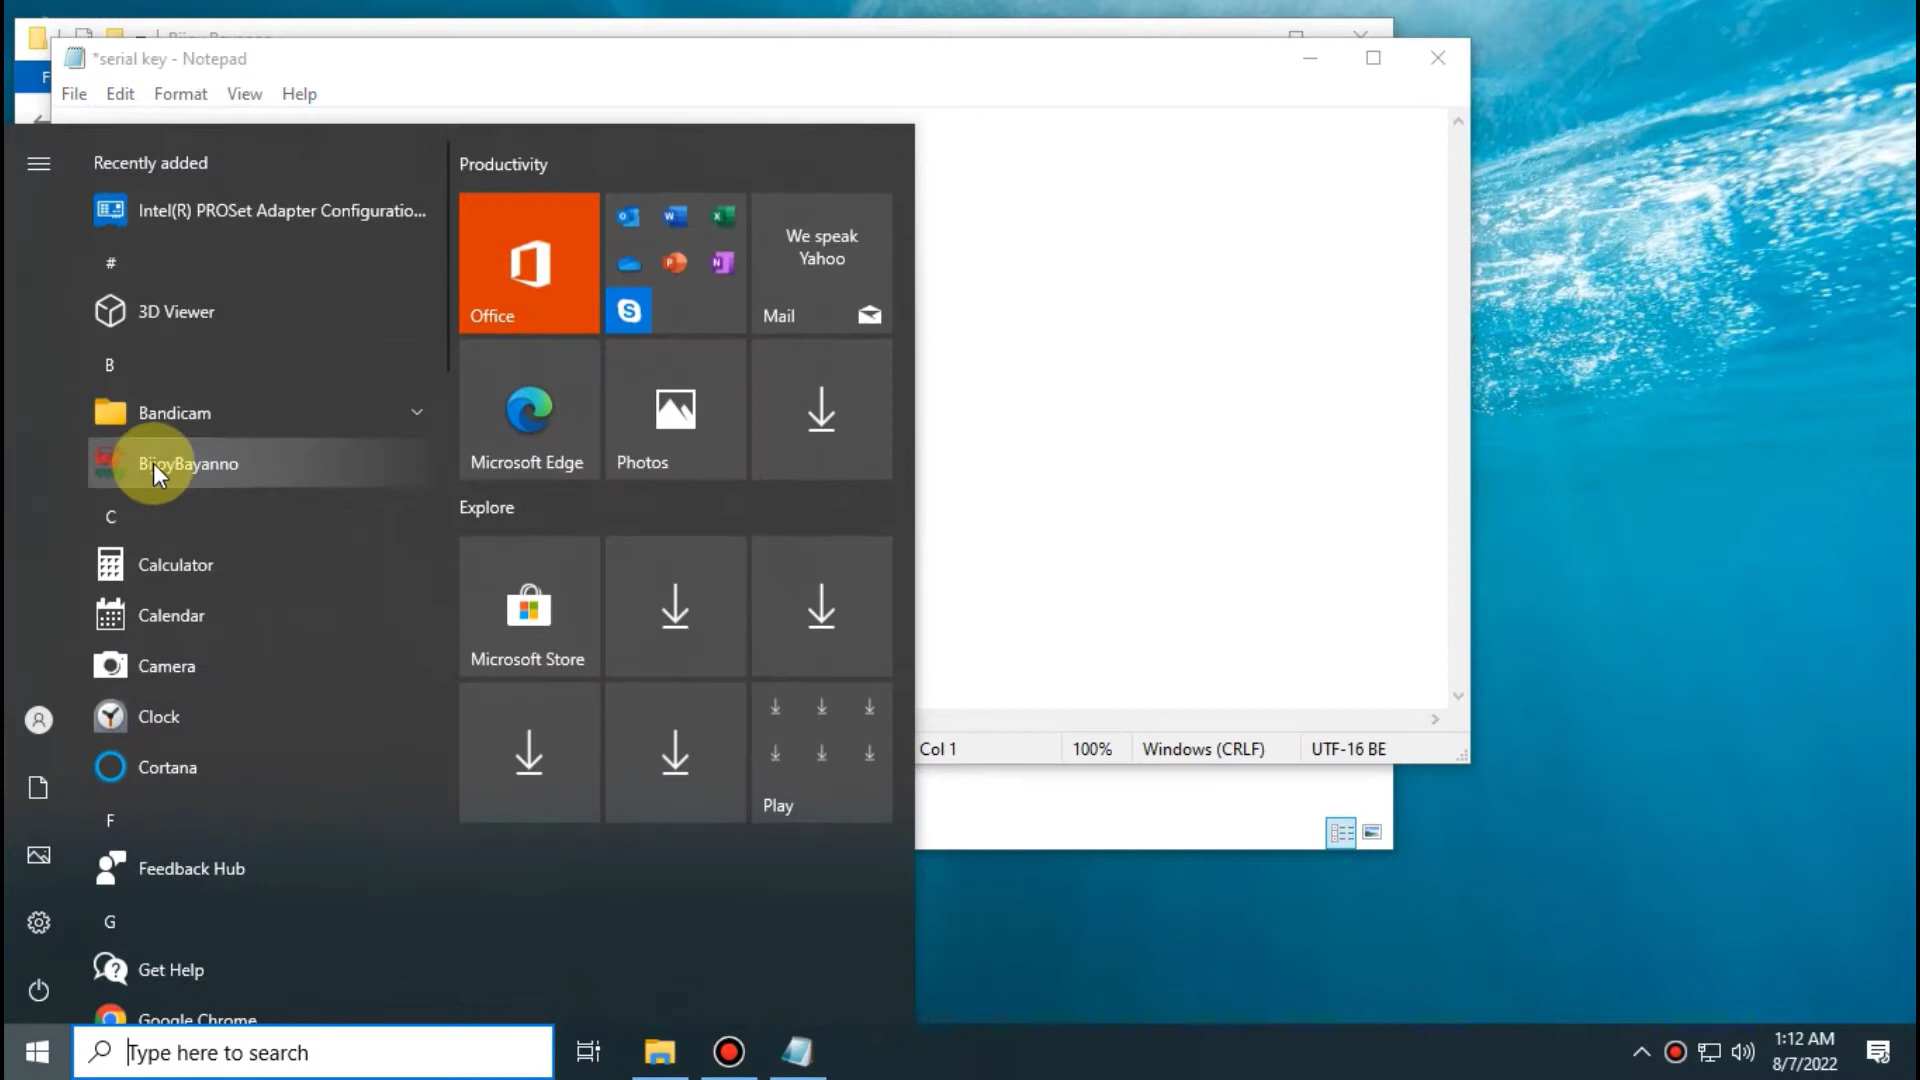 Bijoy Bayanno
*serial key - Notepad
F
File Edit Format View Help
Recently added
Intel(R) PROSet Adapter Configuratio...
#
3D Viewer
B
Bandicam
BijoyBayanno
C
Calculator
Calendar
Camera
Clock
Cortana
F
Feedback Hub
G
Get Help
Google Chrome
Productivity
Office
We speak
Yahoo
Mail
Microsoft Edge
Photos
Explore
Microsoft Store
Play
Col 1 100% Windows (CRLF) UTF-16 BE
Type here to search
1:12 AM
8/7/2022